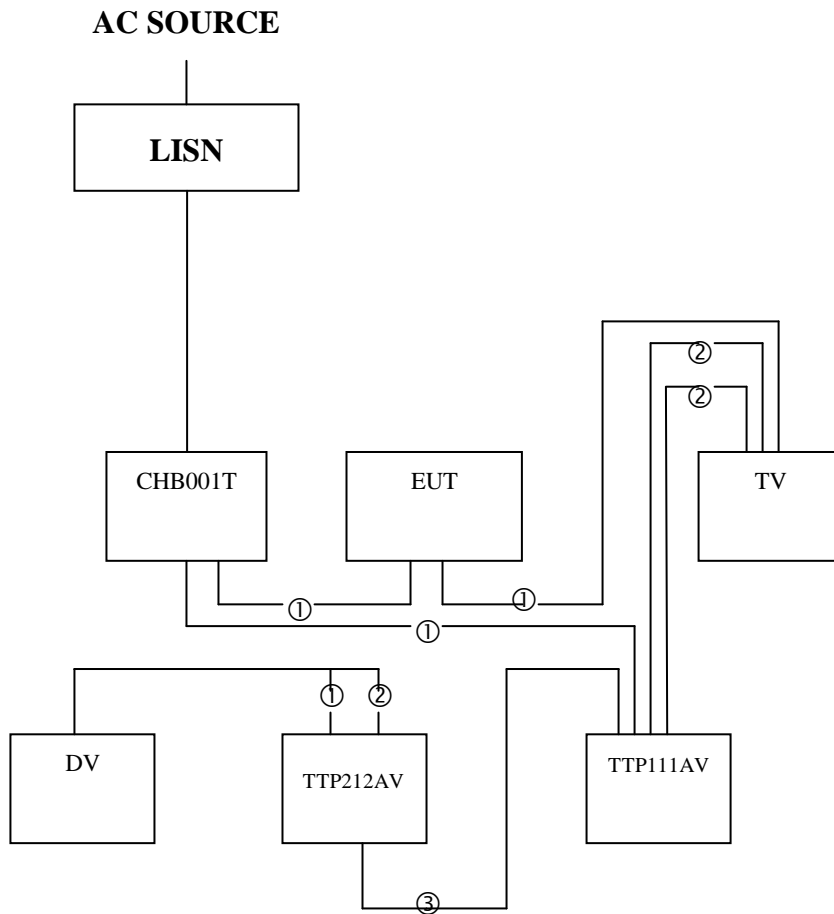 AC SOURCE
LISN
②
②
CHB001T
EUT
TV
①
①
①
①
②
DV
TTP212AV
TTP111AV
③